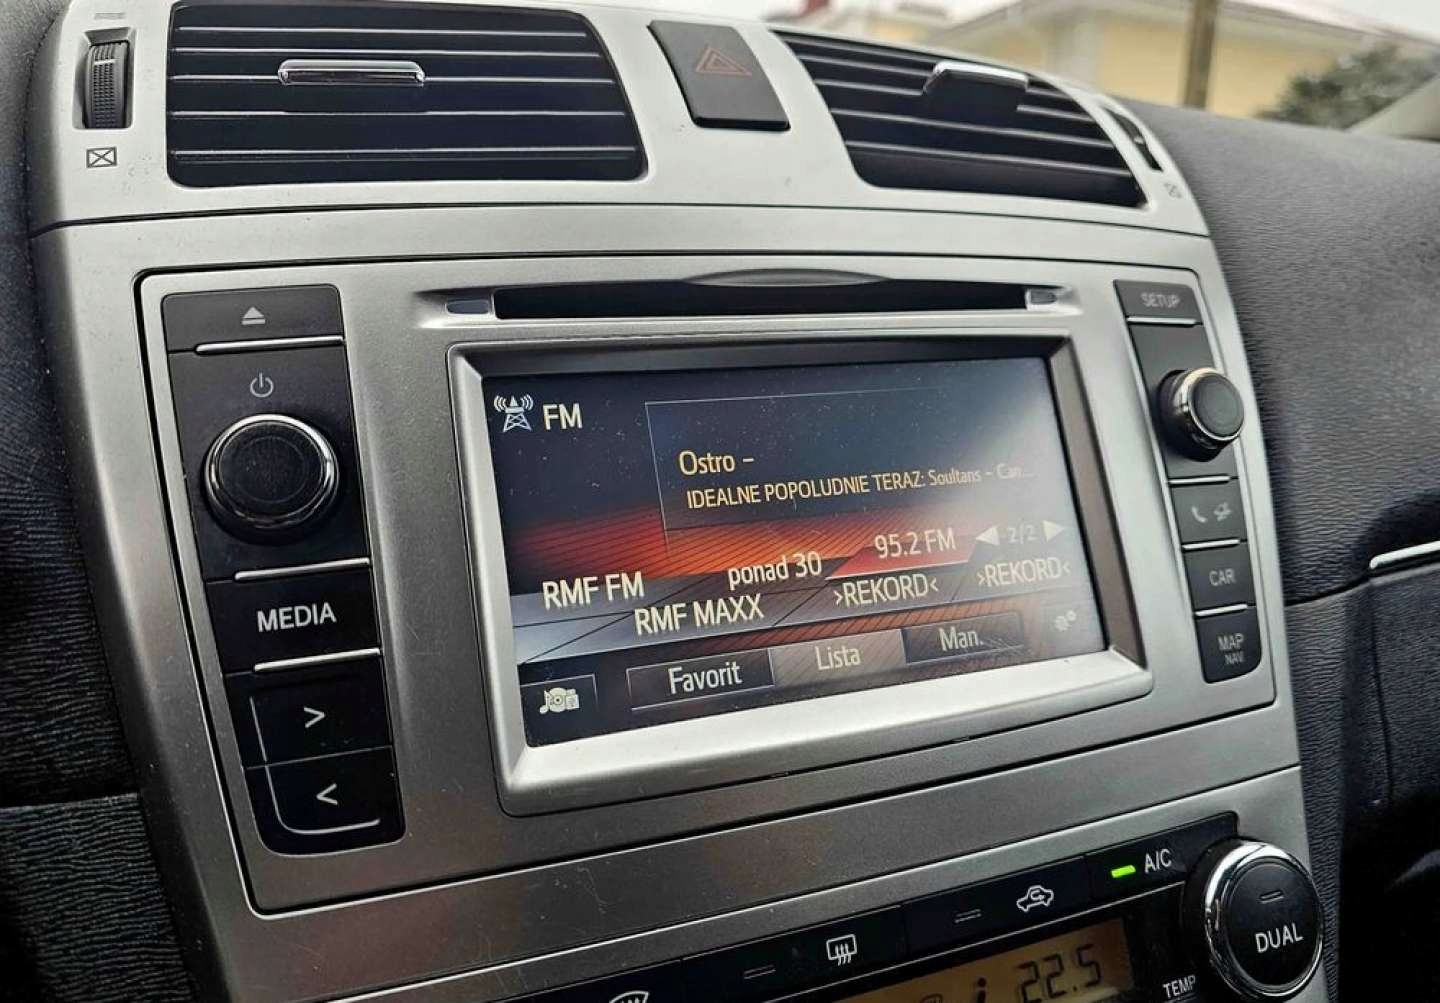 SETUP
FM
Ostro -
IDEALNE POPOLUDNIE TERAZ: Soultans - Can...
RMF FM
ponad 30
95.2 FM
2/2
RMF MAXX
>REKORD<
>REKORD<
Favorit
Lista
Man.
MEDIA
>
<
CAR
MAP
NAVI
A/C
DUAL
TEMP
22.5